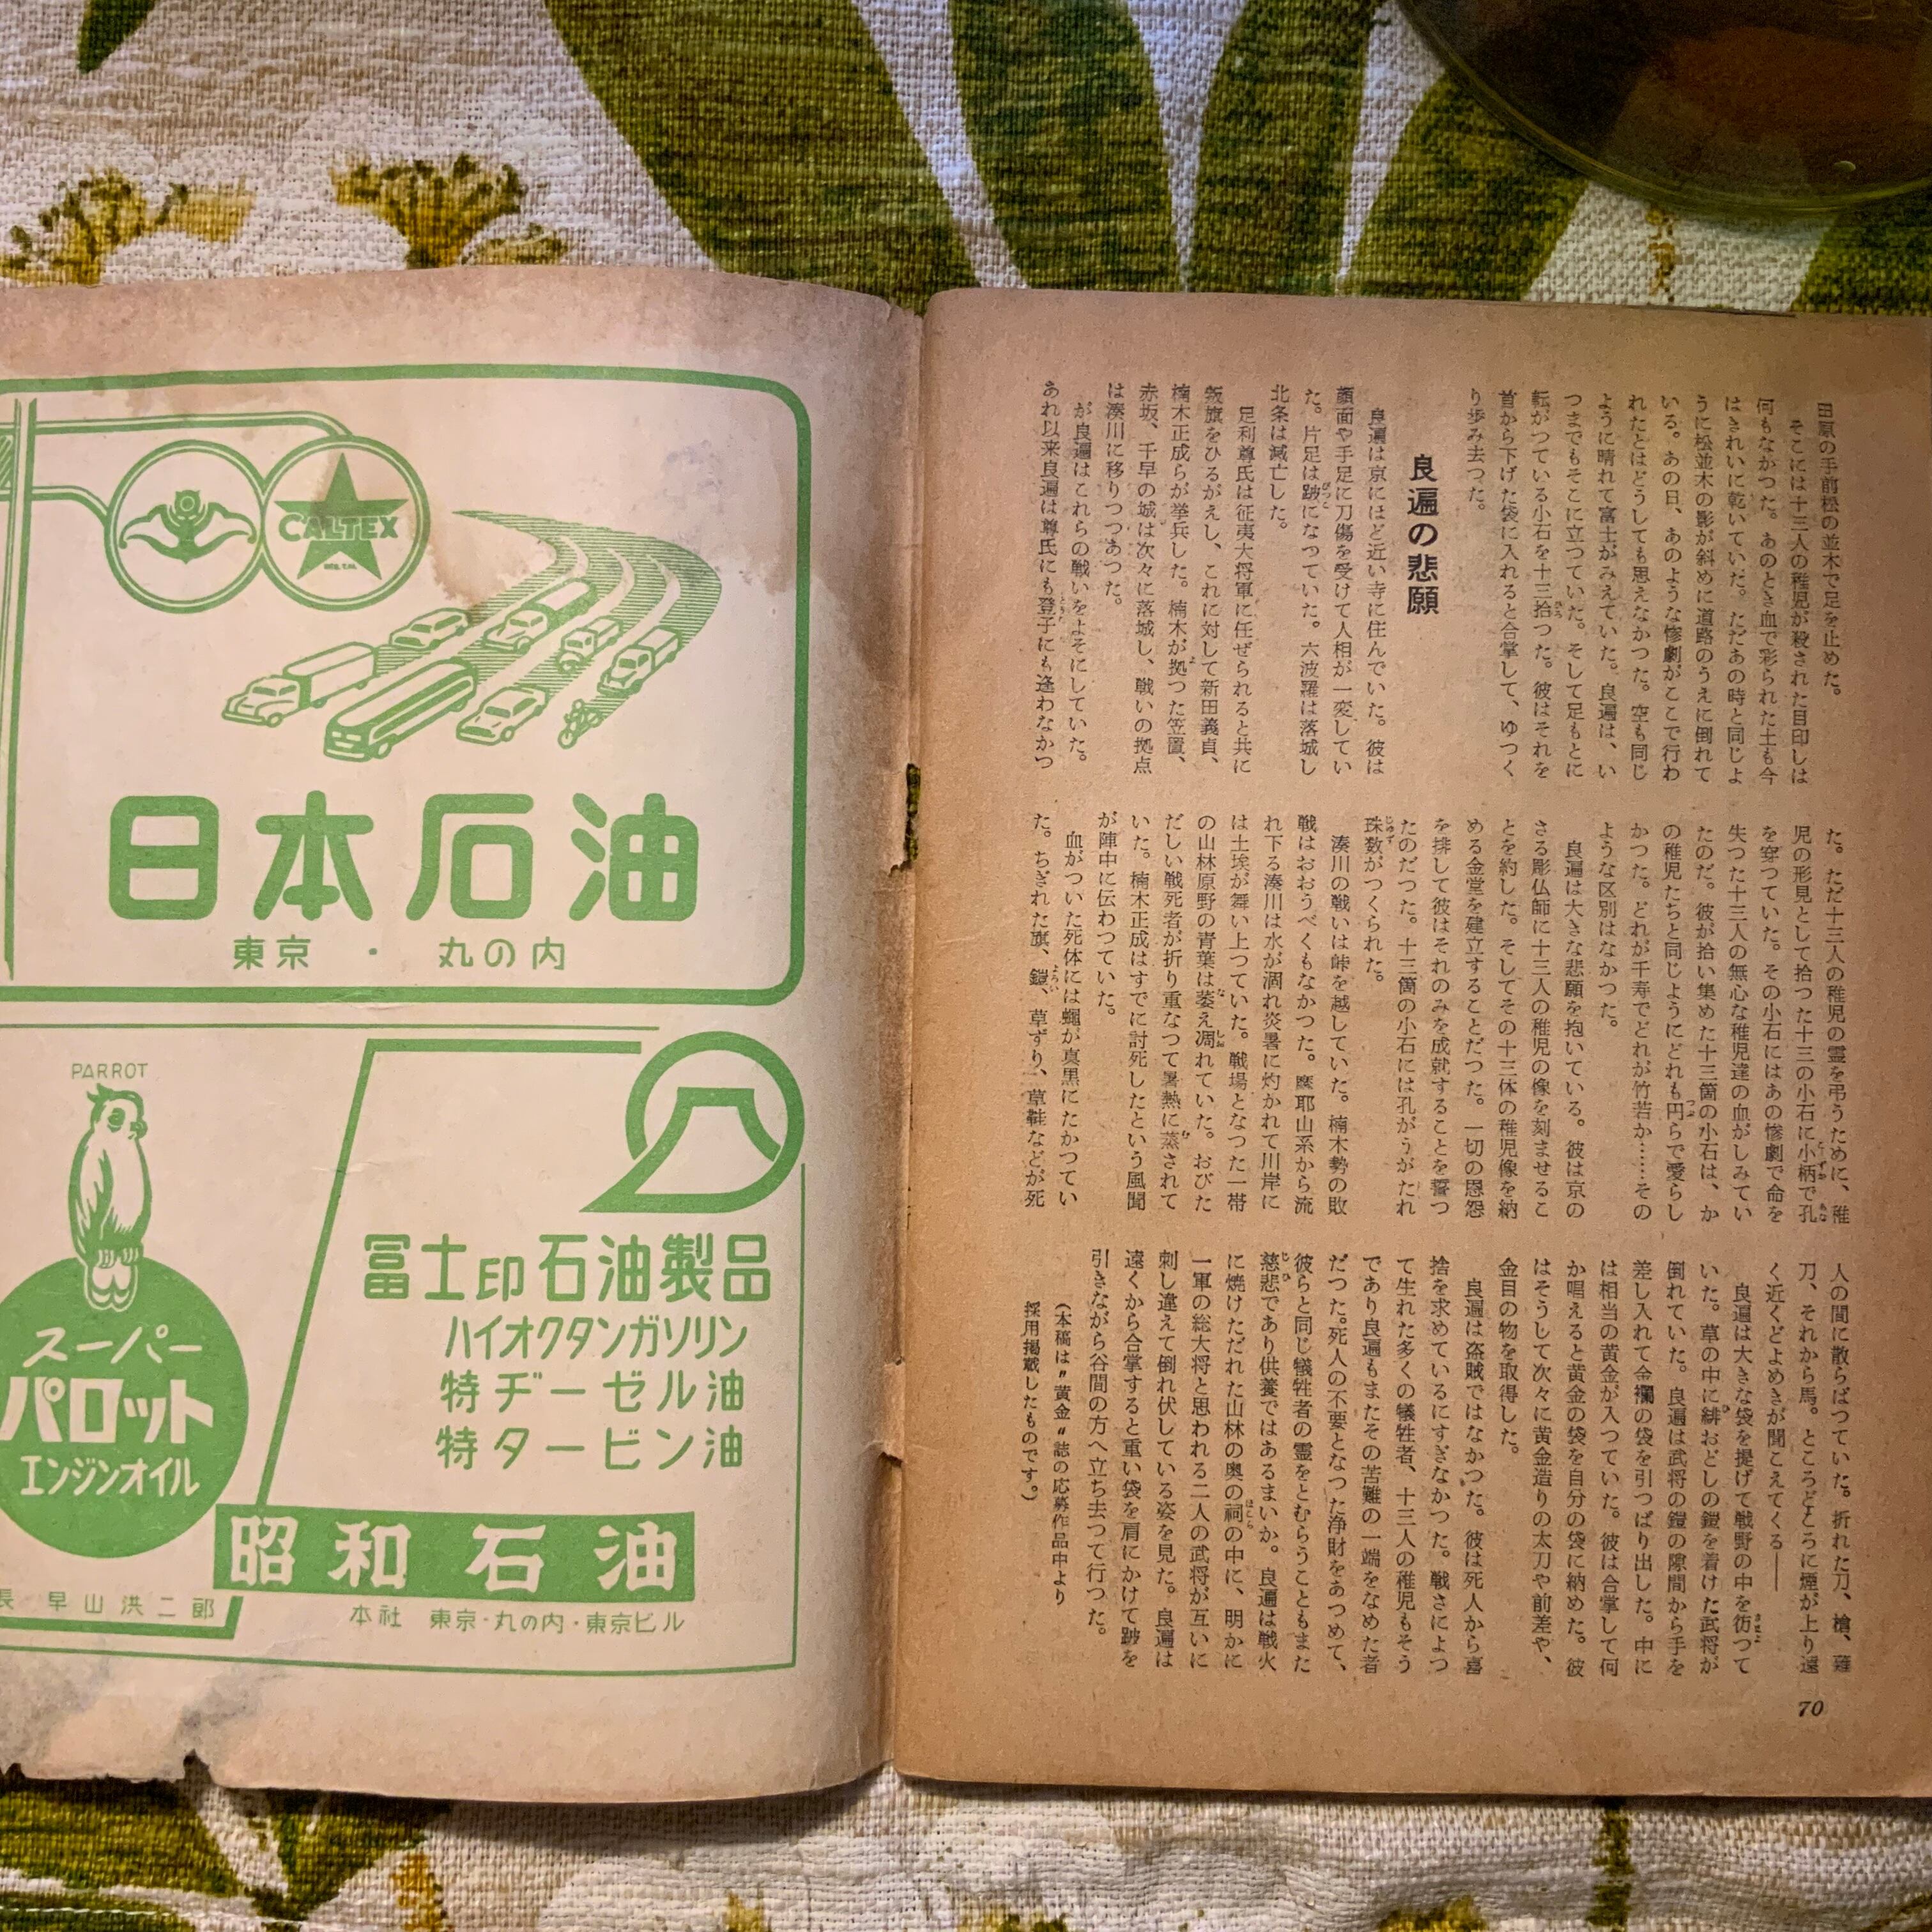 田原の手前松の並木で足を止めた。
そこには十三人の稚児が殺された目印しは
何もなかつた。あのとき血で彩られた土も今
はきれいに乾いていた。ただあの時と同じよ
うに松並木の影が斜めに道路のうえに倒れて
いる。あの日、あのような惨劇がここで行わ
れたとはどうしても思えなかつた。空も同じ
ように晴れて富士がみえていた。良遍は、い
つまでもそこに立つていた。そして足もとに
転がつている小石を十三拾つた。彼はそれを
首から下げた袋に入れると合掌して、ゆつく
り歩み去つた。
良遍の悲願
良遍は京にほど近い寺に住んでいた。彼は
顔面や手足に刀傷を受けて人相が一変してい
た。片足は跛になつていた。六波羅は落城し
北条は滅亡した。
足利尊氏は征夷大将軍に任ぜられると共に
叛旗をひるがえし、これに対して新田義貞、
楠木正成らが挙兵した。楠木が拠つた笠置、
赤坂、千早の城は次々に落城し、戦いの拠点
は湊川に移りつつあつた。
が良遍はこれらの戦いをよそにしていた。
あれ以来良遍は尊氏にも登子にも逢わなかつ
た。ただ十三人の稚児の霊を弔うために、稚
児の形見として拾つた十三の小石に小柄で孔
を穿つていた。その小石にはあの惨劇で命を
失つた十三人の無心な稚児達の血がしみてい
たのだ。彼が拾い集めた十三箇の小石は、か
の稚児たちと同じようにどれも円らで愛らし
かつた。どれが千寿でどれが竹若か……その
ような区別はなかつた。
良遍は大きな悲願を抱いている。彼は京の
さる彫仏師に十三人の稚児の像を刻ませるこ
とを約した。そしてその十三体の稚児像を納
める金堂を建立することだつた。一切の恩怨
を排して彼はそれのみを成就することを誓つ
たのだつた。十三箇の小石には孔がうがたれ
珠数がつくられた。
湊川の戦いは峠を越していた。楠木勢の敗
戦はおおうべくもなかつた。摩耶山系から流
れ下る湊川は水が涸れ炎暑に灼かれて川岸に
は土埃が舞い上つていた。戦場となつた一帯
の山林原野の青葉は萎え凋れていた。おびた
だしい戦死者が折り重なつて暑熱に蒸されて
いた。楠木正成はすでに討死したという風聞
が陣中に伝わつていた。
血がついた死体には蠅が真黒にたかつてい
た。ちぎれた旗、鎧、草ずり、草鞋などが死
人の間に散らばつていた。折れた刀、槍、薙
刀、それから馬。ところどころに煙が上り遠
く近くどよめきが聞こえてくる――
良遍は大きな袋を提げて戦野の中を彷つて
いた。草の中に緋おどしの鎧を着けた武将が
倒れていた。良遍は武将の鎧の隙間から手を
差し入れて金襴の袋を引つぱり出した。中に
は相当の黄金が入つていた。彼は合掌して何
か唱えると黄金の袋を自分の袋に納めた。彼
はそうして次々に黄金造りの太刀や前差や、
金目の物を取得した。
良遍は盗賊ではなかつた。彼は死人から喜
捨を求めているにすぎなかつた。戦さによつ
て生れた多くの犠牲者、十三人の稚児もそう
であり良遍もまたその苦難の一端をなめた者
だつた。死人の不要となつた浄財をあつめて、
彼らと同じ犠牲者の霊をとむらうこともまた
慈悲であり供養ではあるまいか。良遍は戦火
に焼けただれた山林の奥の祠の中に、明かに
一軍の総大将と思われる二人の武将が互いに
刺し違えて倒れ伏している姿を見た。良遍は
遠くから合掌すると重い袋を肩にかけて跛を
引きながら谷間の方へ立ち去つて行つた。
(本稿は〝黄金〟誌の応募作品中より
採用掲載したものです。)
70
CALTEX
REG. T.M.
日本石油
東京・丸の内
PARROT
スーパー
パロット
エンジンオイル
冨士印石油製品
ハイオクタンガソリン
特ヂーゼル油
特タービン油
昭和石油
長 早山洪二郎
本社 東京・丸の内・東京ビル